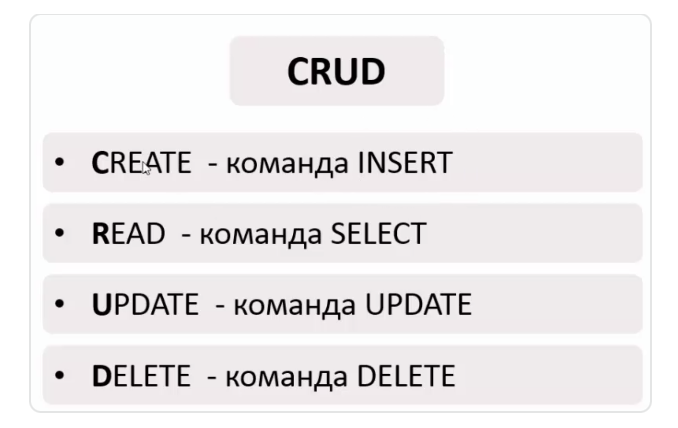 CRUD
• CREATE - команда INSERT
• READ - команда SELECT
• UPDATE - команда UPDATE
• DELETE - команда DELETE